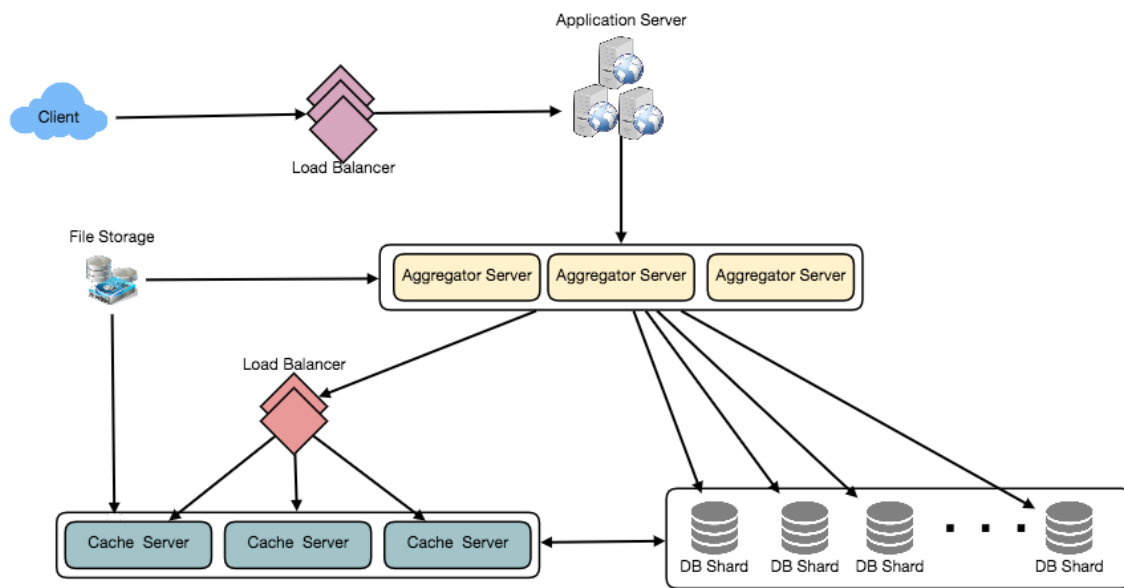 Application Server
Client
Load Balancer
File Storage
Aggregator Server
Aggregator Server
Aggregator Server
Load Balancer
Cache Server
Cache Server
Cache Server
DB Shard
DB Shard
DB Shard
DB Shard